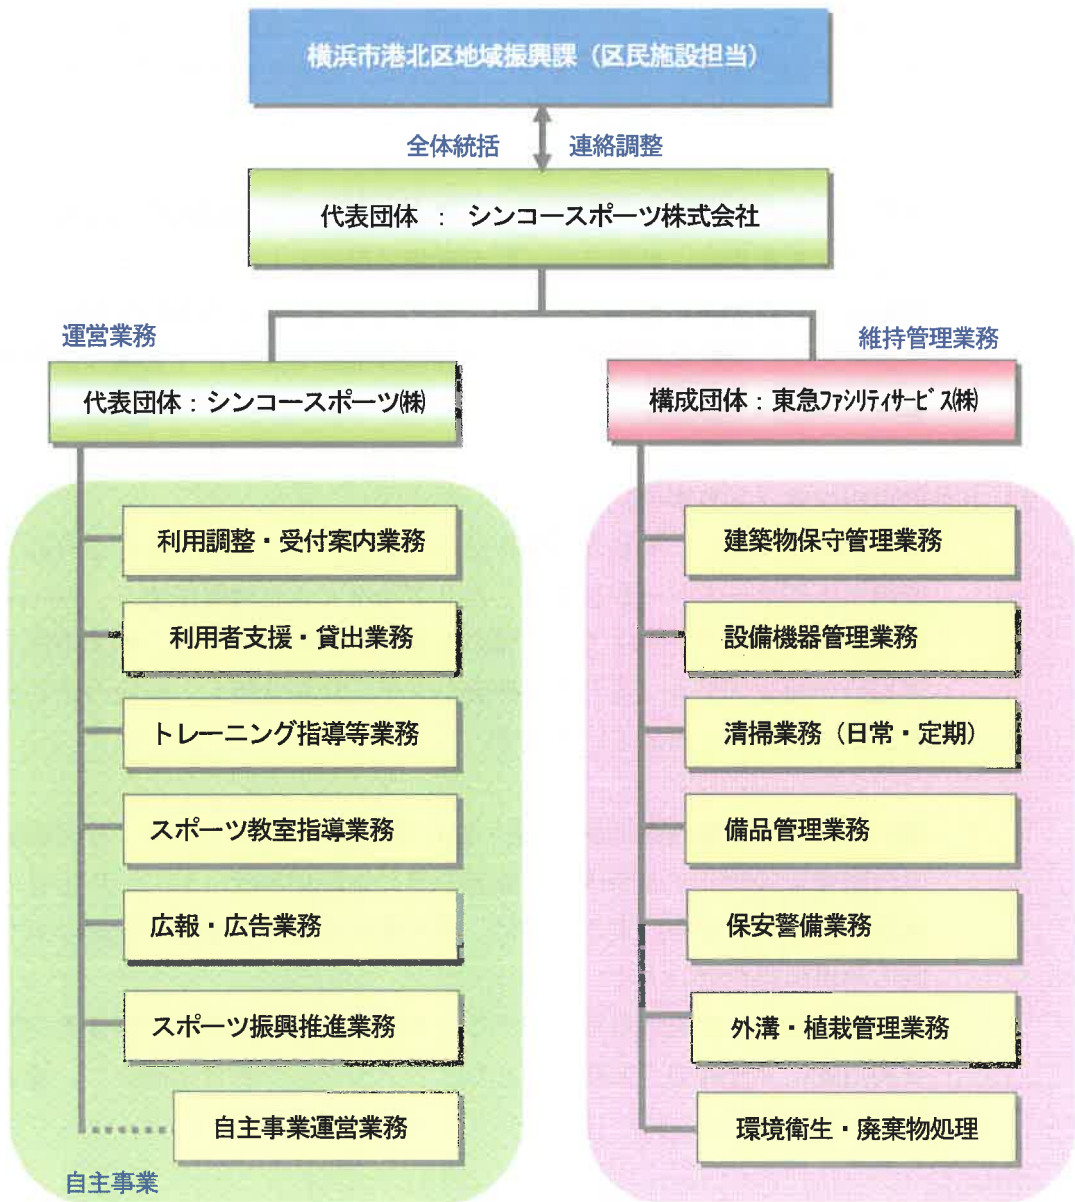 横浜市港北区地域振興課（区民施設担当）
全体統括 連絡調整
代表団体 ： シンコースポーツ株式会社
運営業務
維持管理業務
代表団体：シンコースポーツ㈱
構成団体：東急ﾌｧｼﾘﾃｨｻｰﾋﾞｽ㈱
利用調整・受付案内業務
利用者支援・貸出業務
トレーニング指導等業務
スポーツ教室指導業務
広報・広告業務
スポーツ振興推進業務
自主事業運営業務
自主事業
建築物保守管理業務
設備機器管理業務
清掃業務（日常・定期）
備品管理業務
保安警備業務
外溝・植栽管理業務
環境衛生・廃棄物処理